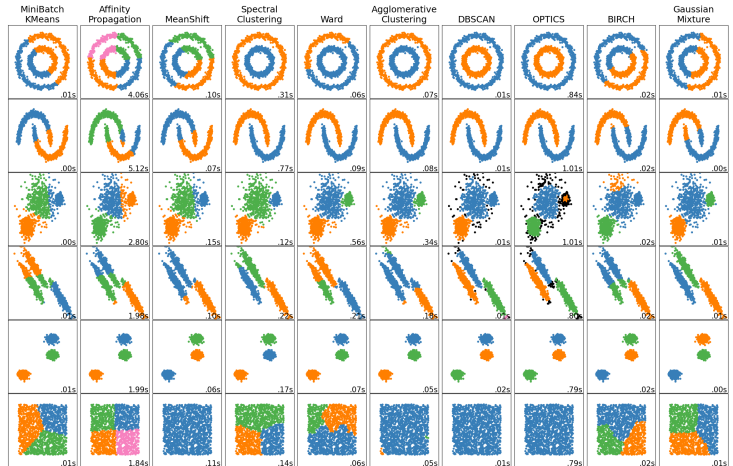 MiniBatch KMeans Affinity Propagation MeanShift Spectral Clustering Ward Agglomerative Clustering DBSCAN OPTICS BIRCH Gaussian Mixture
.01s 4.06s .10s .31s .06s .07s .01s .84s .02s .01s
.00s 5.12s .07s .77s .09s .08s .01s 1.01s .02s .00s
.00s 2.80s .15s .12s .56s .34s .01s 1.01s .02s .01s
1.98s .10s .22s .01s .02s .01s
.01s 1.99s .06s .17s .07s .05s .02s .79s .02s .00s
.01s 1.84s .11s .14s .06s .05s .01s .79s .02s .01s